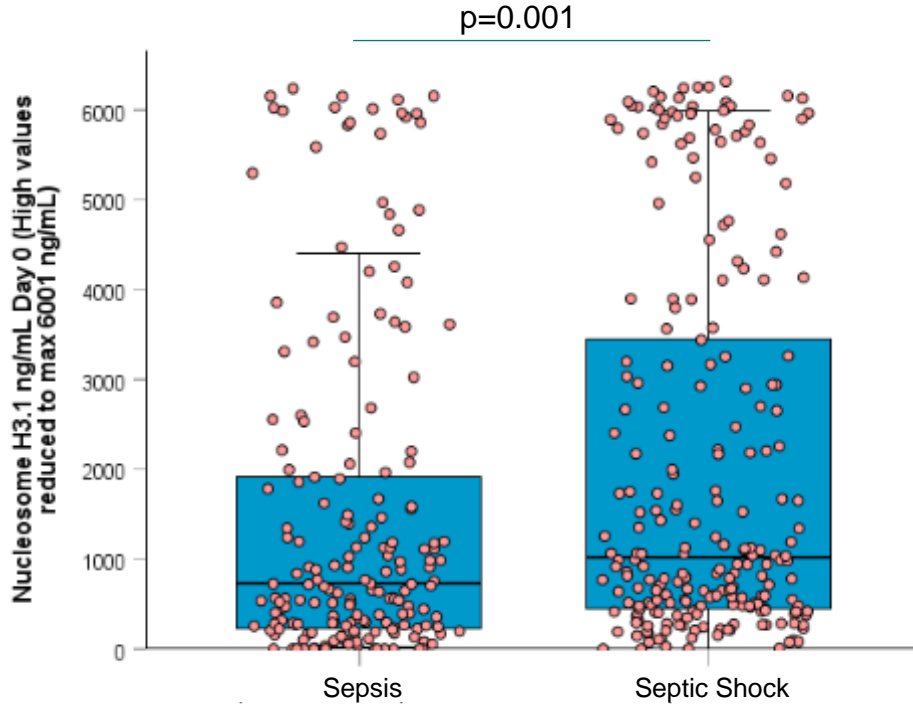 p=0.001
Nucleosome H3.1 ng/mL Day 0 (High values
reduced to max 6001 ng/mL)
6000
5000
4000
3000
2000
1000
0
Sepsis
Septic Shock